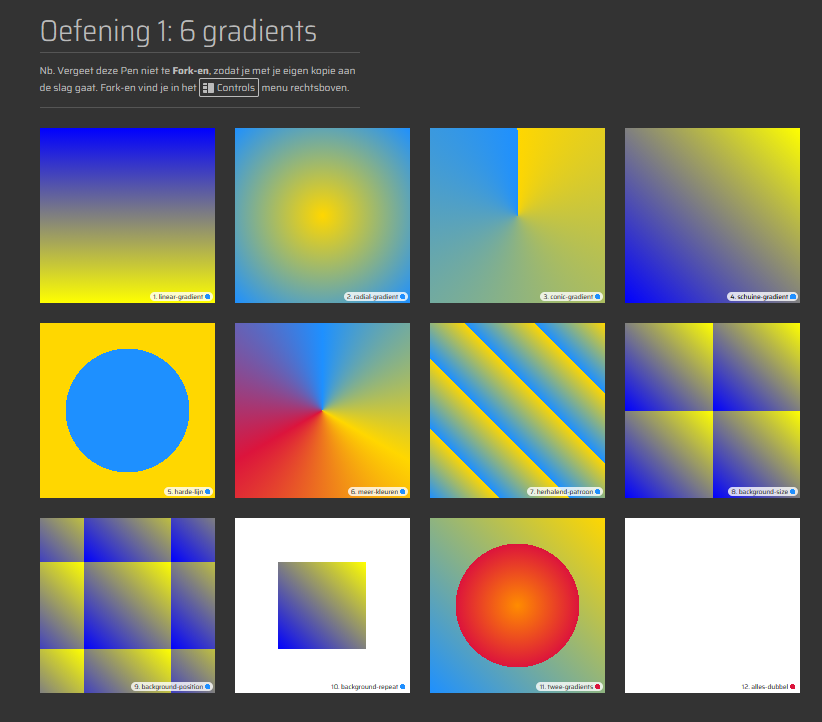 Oefening 1: 6 gradients
Nb. Vergeet deze Pen niet te Fork-en, zodat je met je eigen kopie aan
de slag gaat. Fork-en vind je in het Controls menu rechtsboven.
1. linear-gradient
2. radial-gradient
3. conic-gradient
4. schuine-gradient
5. harde-lijn
6. meer-kleuren
7. herhalend-patroon
8. background-size
9. background-position
10. background-repeat
11. twee-gradients
12. alles-dubbel